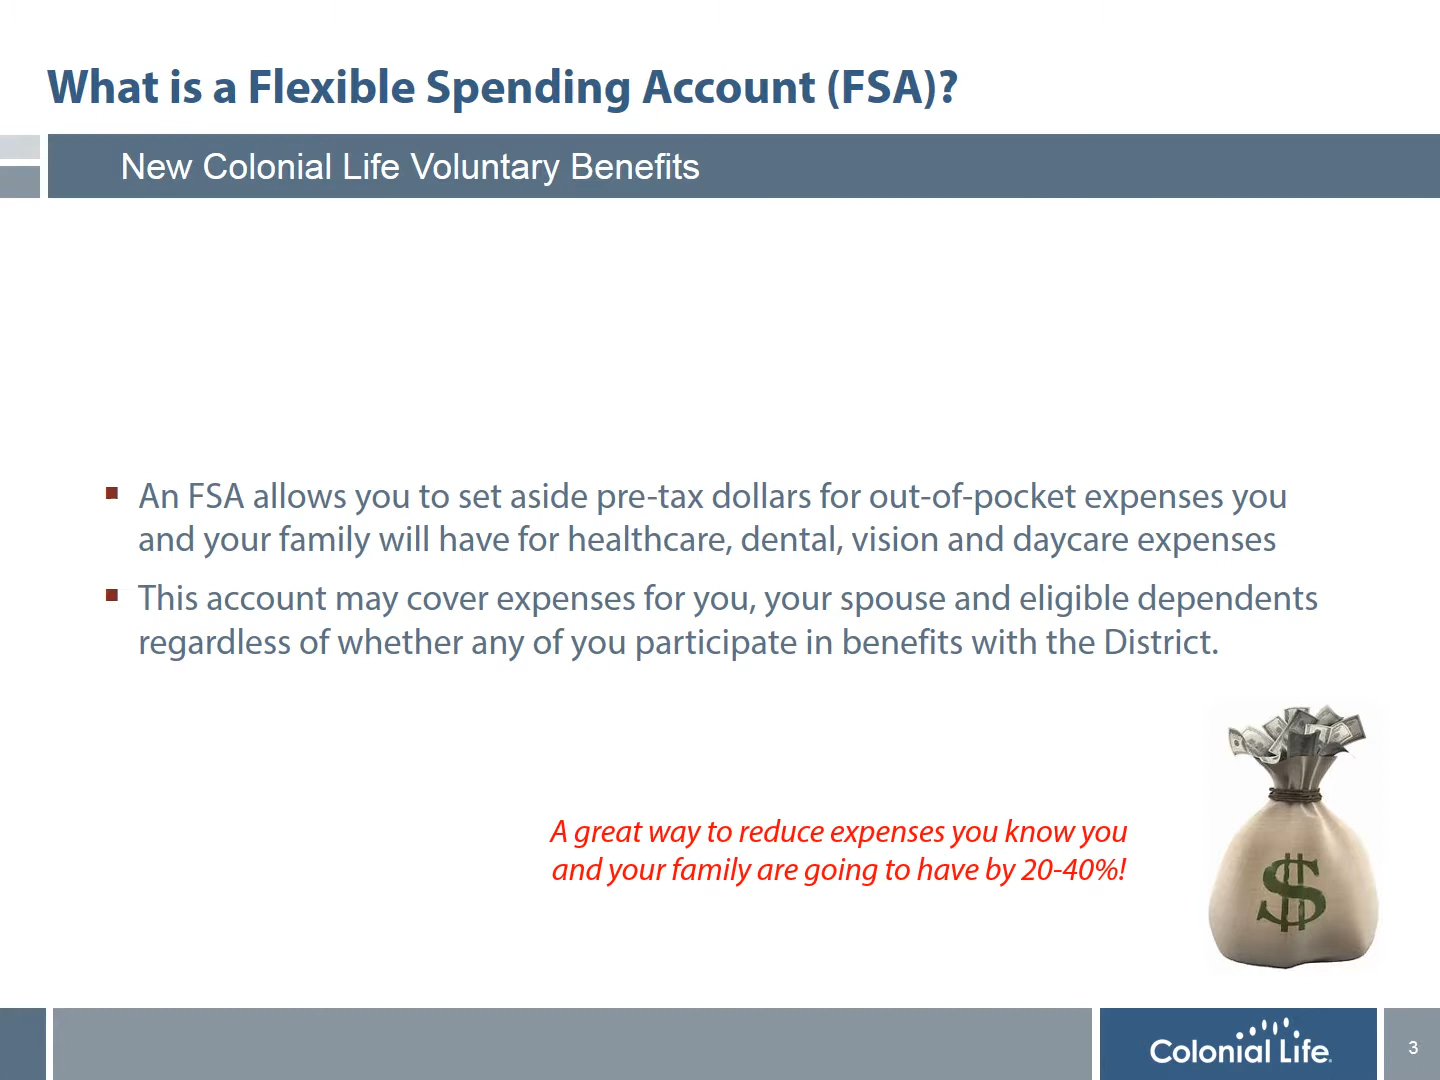 What is a Flexible Spending Account (FSA)?
New Colonial Life Voluntary Benefits
▪ An FSA allows you to set aside pre-tax dollars for out-of-pocket expenses you
and your family will have for healthcare, dental, vision and daycare expenses
▪ This account may cover expenses for you, your spouse and eligible dependents
regardless of whether any of you participate in benefits with the District.
A great way to reduce expenses you know you
and your family are going to have by 20-40%!
$
Colonial Life.
3